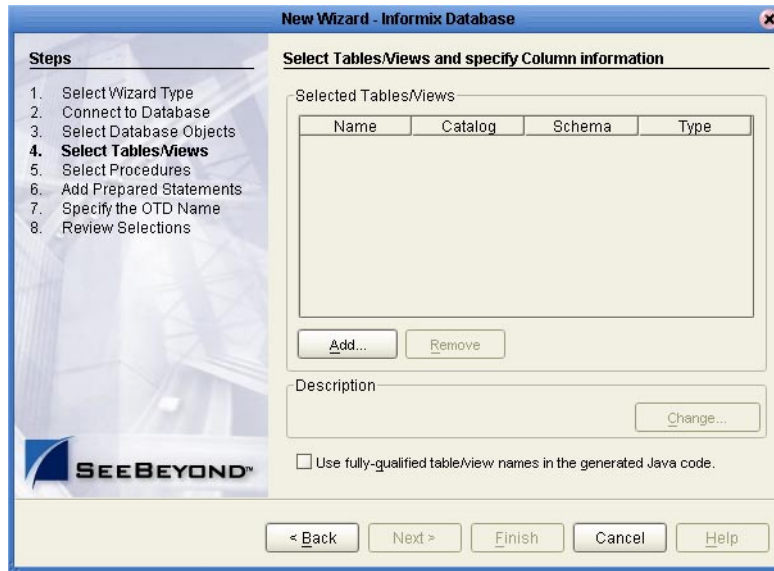 New Wizard - Informix Database
Steps
1. Select Wizard Type
2. Connect to Database
3. Select Database Objects
4. Select Tables/Views
5. Select Procedures
6. Add Prepared Statements
7. Specify the OTD Name
8. Review Selections
SEEBEYOND™
Select Tables/Views and specify Column information
Selected Tables/Views
Name Catalog Schema Type
Add... Remove
Description
Change...
Use fully-qualified table/view names in the generated Java code.
< Back Next > Finish Cancel Help